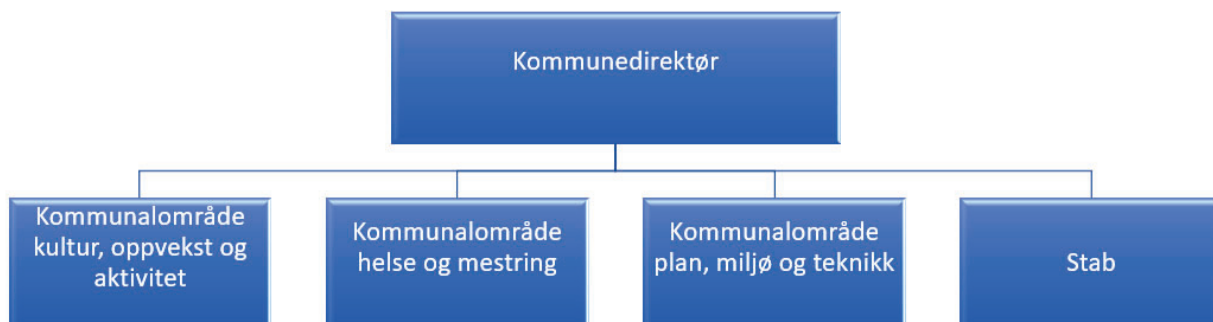 Kommunedirektør
Kommunalområde
kultur, oppvekst og
aktivitet
Kommunalområde
helse og mestring
Kommunalområde
plan, miljø og teknikk
Stab